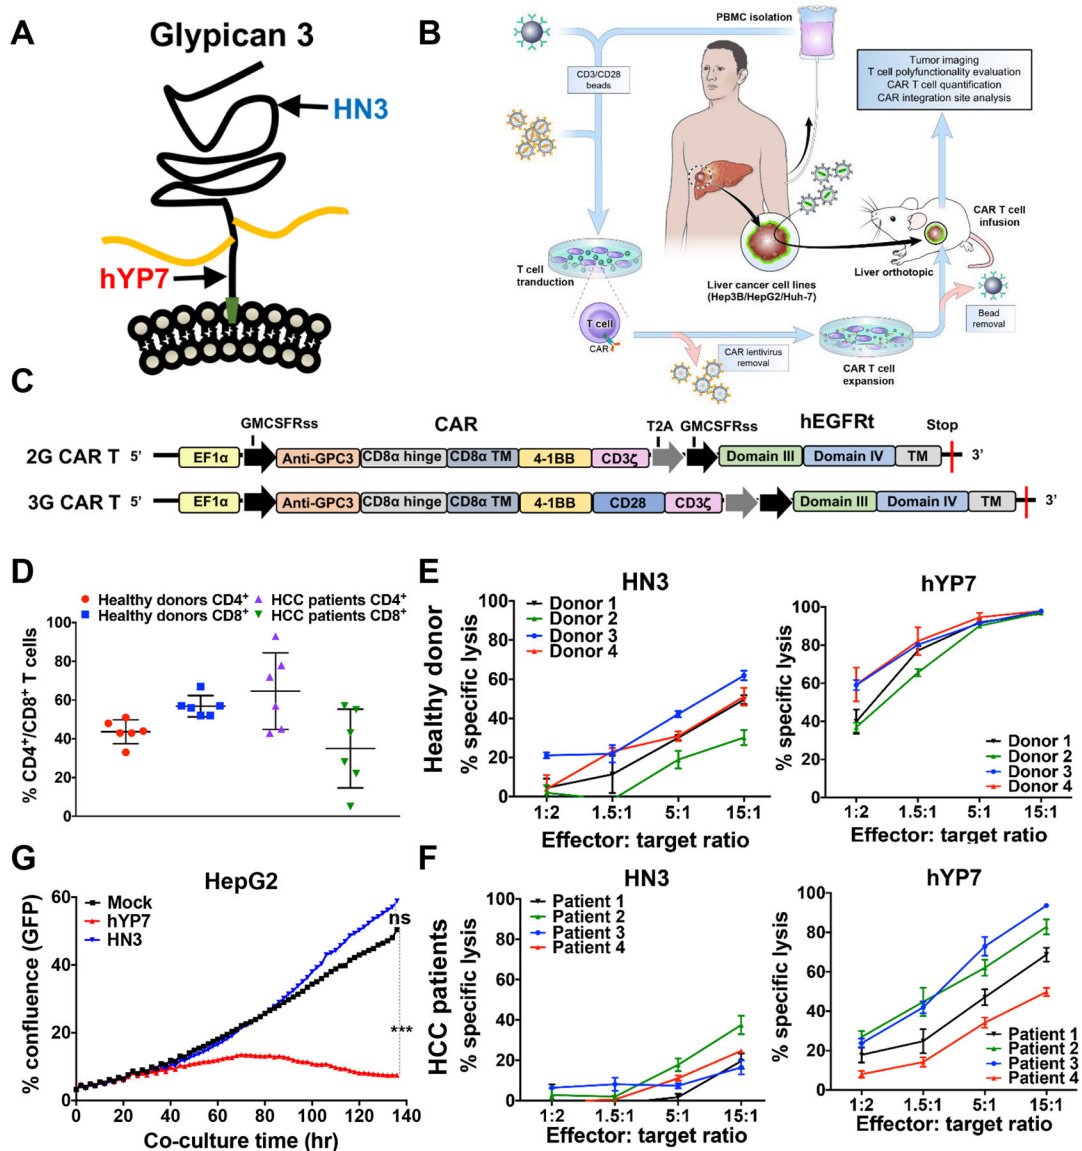 A
Glypican 3
HN3
hYP7
B
PBMC isolation
CD3/CD28
beads
Tumor imaging
T cell polyfunctionality evaluation
CAR T cell quantification
CAR integration site analysis
T cell
tranduction
Liver cancer cell lines
(Hep3B/HepG2/Huh-7)
CAR T cell
infusion
Liver orthotopic
T cell
CAR
CAR lentivirus
removal
CAR T cell
expansion
Bead
removal
C
GMCSFRss
CAR
T2A
GMCSFRss
hEGFRt
Stop
2G CAR T 5’ EF1α Anti-GPC3 CD8α hinge CD8α TM 4-1BB CD3ζ Domain III Domain IV TM 3’
3G CAR T 5’ EF1α Anti-GPC3 CD8α hinge CD8α TM 4-1BB CD28 CD3ζ Domain III Domain IV TM 3’
D
Healthy donors CD4+
Healthy donors CD8+
HCC patients CD4+
HCC patients CD8+
% CD4+/CD8+ T cells
100
80
60
40
20
0
E
Healthy donor
HN3
% specific lysis
100
80
60
40
20
0
Donor 1
Donor 2
Donor 3
Donor 4
1:2 1.5:1 5:1 15:1
Effector: target ratio
hYP7
% specific lysis
100
80
60
40
20
0
Donor 1
Donor 2
Donor 3
Donor 4
1:2 1.5:1 5:1 15:1
Effector: target ratio
G
HepG2
% confluence (GFP)
60
40
20
0
Mock
hYP7
HN3
ns
***
0 20 40 60 80 100 120 140
Co-culture time (hr)
F
HCC patients
HN3
% specific lysis
100
80
60
40
20
0
Patient 1
Patient 2
Patient 3
Patient 4
1:2 1.5:1 5:1 15:1
Effector: target ratio
hYP7
% specific lysis
100
80
60
40
20
0
Patient 1
Patient 2
Patient 3
Patient 4
1:2 1.5:1 5:1 15:1
Effector: target ratio